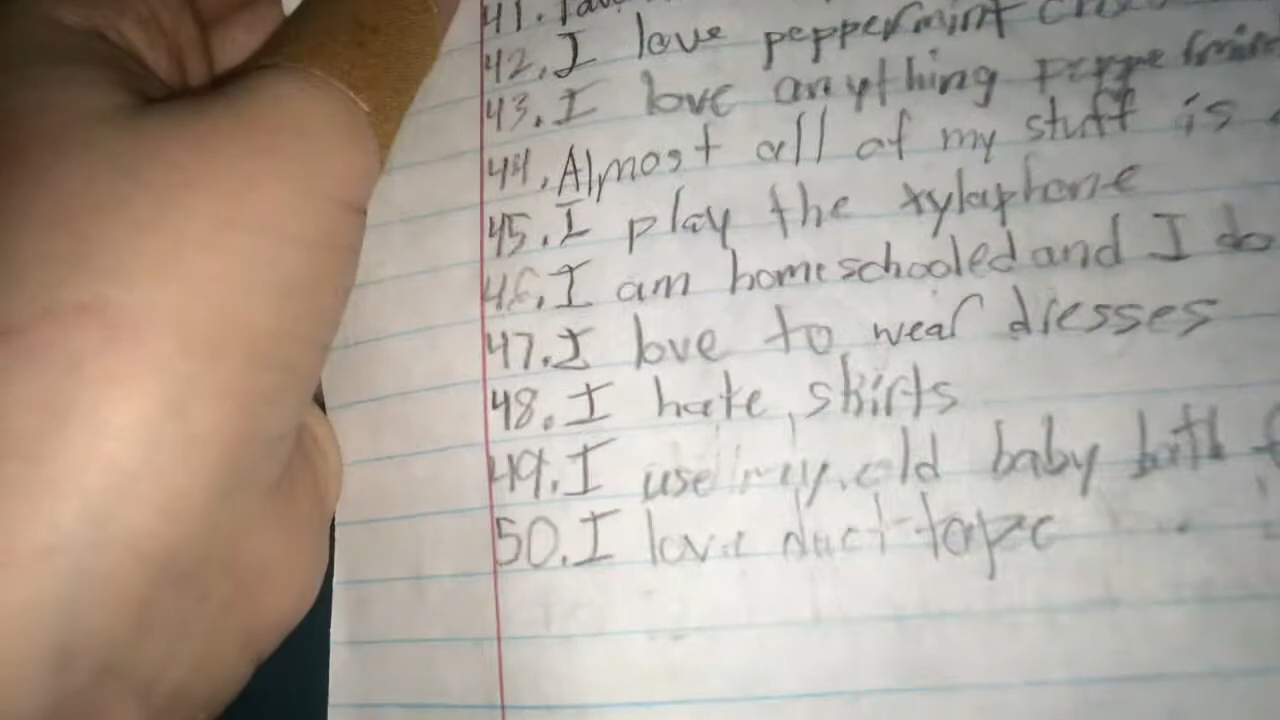 41. I
42. I love peppermint
43. I love anything
44. Almost all of my stuff is
45. I play the xylaphone
46. I am homeschooled and I do
47. I love to wear dresses
48. I hate skirts
49. I use my old baby
50. I love duct tape